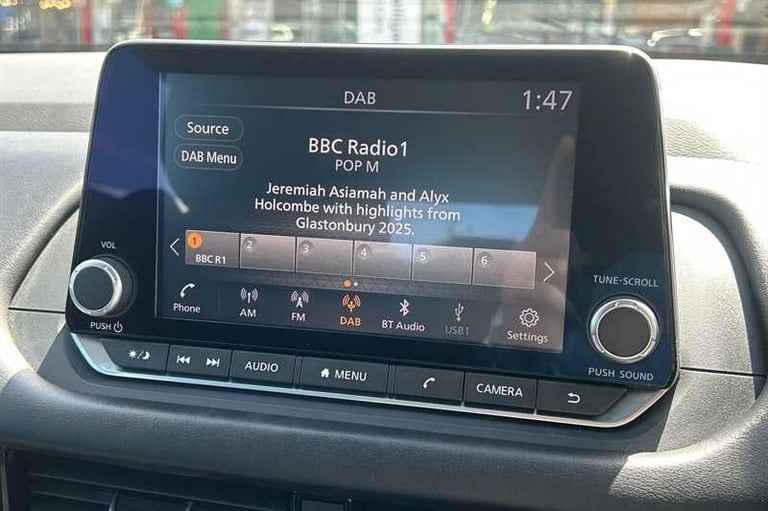 DAB
1:47
Source
DAB Menu
BBC Radio1
POP M
Jeremiah Asiamah and Alyx
Holcombe with highlights from
Glastonbury 2025.
1 2 3 4 5 6
BBC R1
VOL
PUSH
TUNE·SCROLL
PUSH SOUND
Phone
AM
FM
DAB
BT Audio
USB1
Settings
AUDIO
MENU
CAMERA